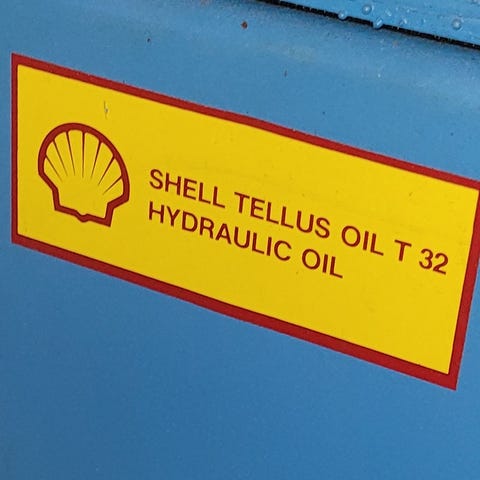 SHELL TELLUS OIL T 32
HYDRAULIC OIL